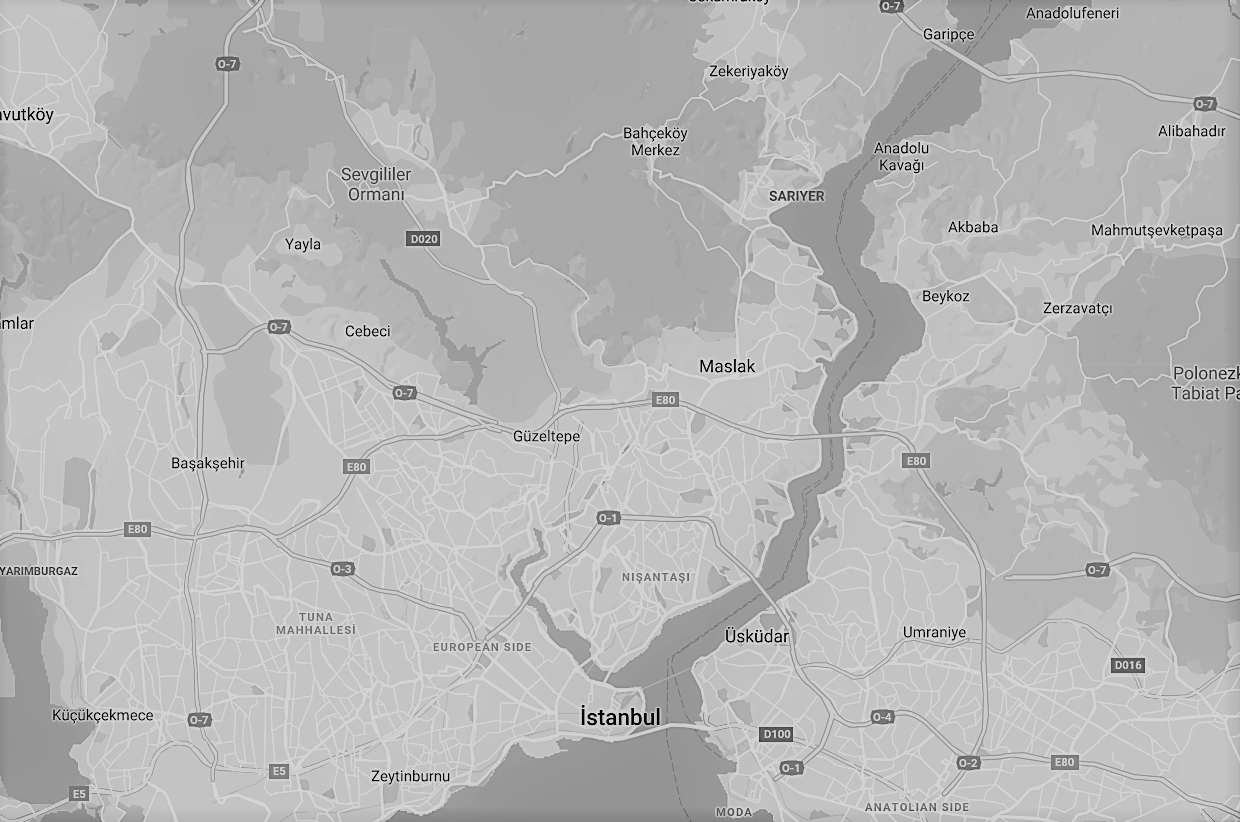 Anadolufeneri
O-7
Garipçe
O-7
Zekeriyaköy
O-7
avutköy
Alibahadır
Bahçeköy
Merkez
Anadolu
Kavağı
Sevgililer
Ormanı
SARIYER
Akbaba
Mahmutşevketpaşa
D020
Yayla
Beykoz
Zerzavatçı
mlar
O-7
Cebeci
Maslak
Polonezk
Tabiat Pa
O-7
E80
Güzeltepe
Başakşehir
E80
E80
O-1
E80
YARIMBURGAZ
O-3
NIŞANTAŞI
O-7
TUNA
MAHHALLESİ
EUROPEAN SIDE
Üsküdar
Umraniye
D016
Küçükçekmece
O-7
İstanbul
O-4
D100
Zeytinburnu
E5
O-1
O-2
E80
E5
MODA
ANATOLIAN SIDE